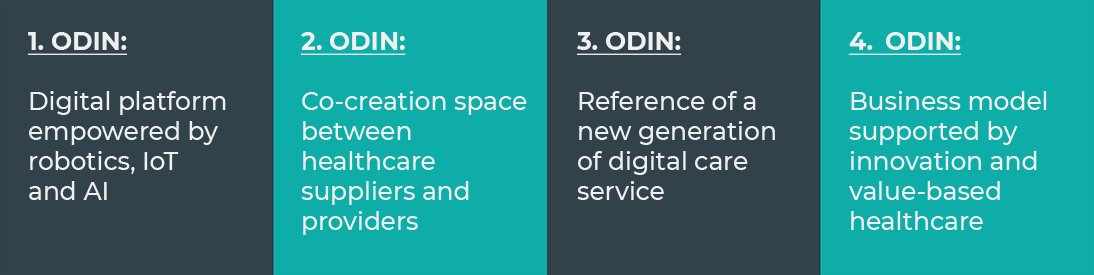 1. ODIN:
Digital platform
empowered by
robotics, IoT
and AI
2. ODIN:
Co-creation space
between
healthcare
suppliers and
providers
3. ODIN:
Reference of a
new generation
of digital care
service
4. ODIN:
Business model
supported by
innovation and
value-based
healthcare